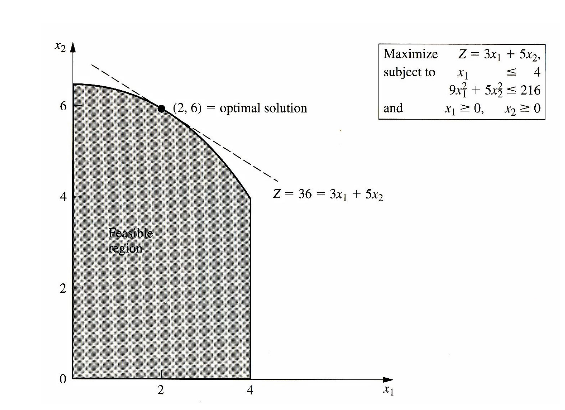 x₂
Maximize Z = 3x₁ + 5x₂,
subject to x₁ ≤ 4
9x₁² + 5x₂² ≤ 216
and x₁ ≥ 0, x₂ ≥ 0
6
(2, 6) = optimal solution
4
Z = 36 = 3x₁ + 5x₂
Feasible
region
2
0
2
4
x₁